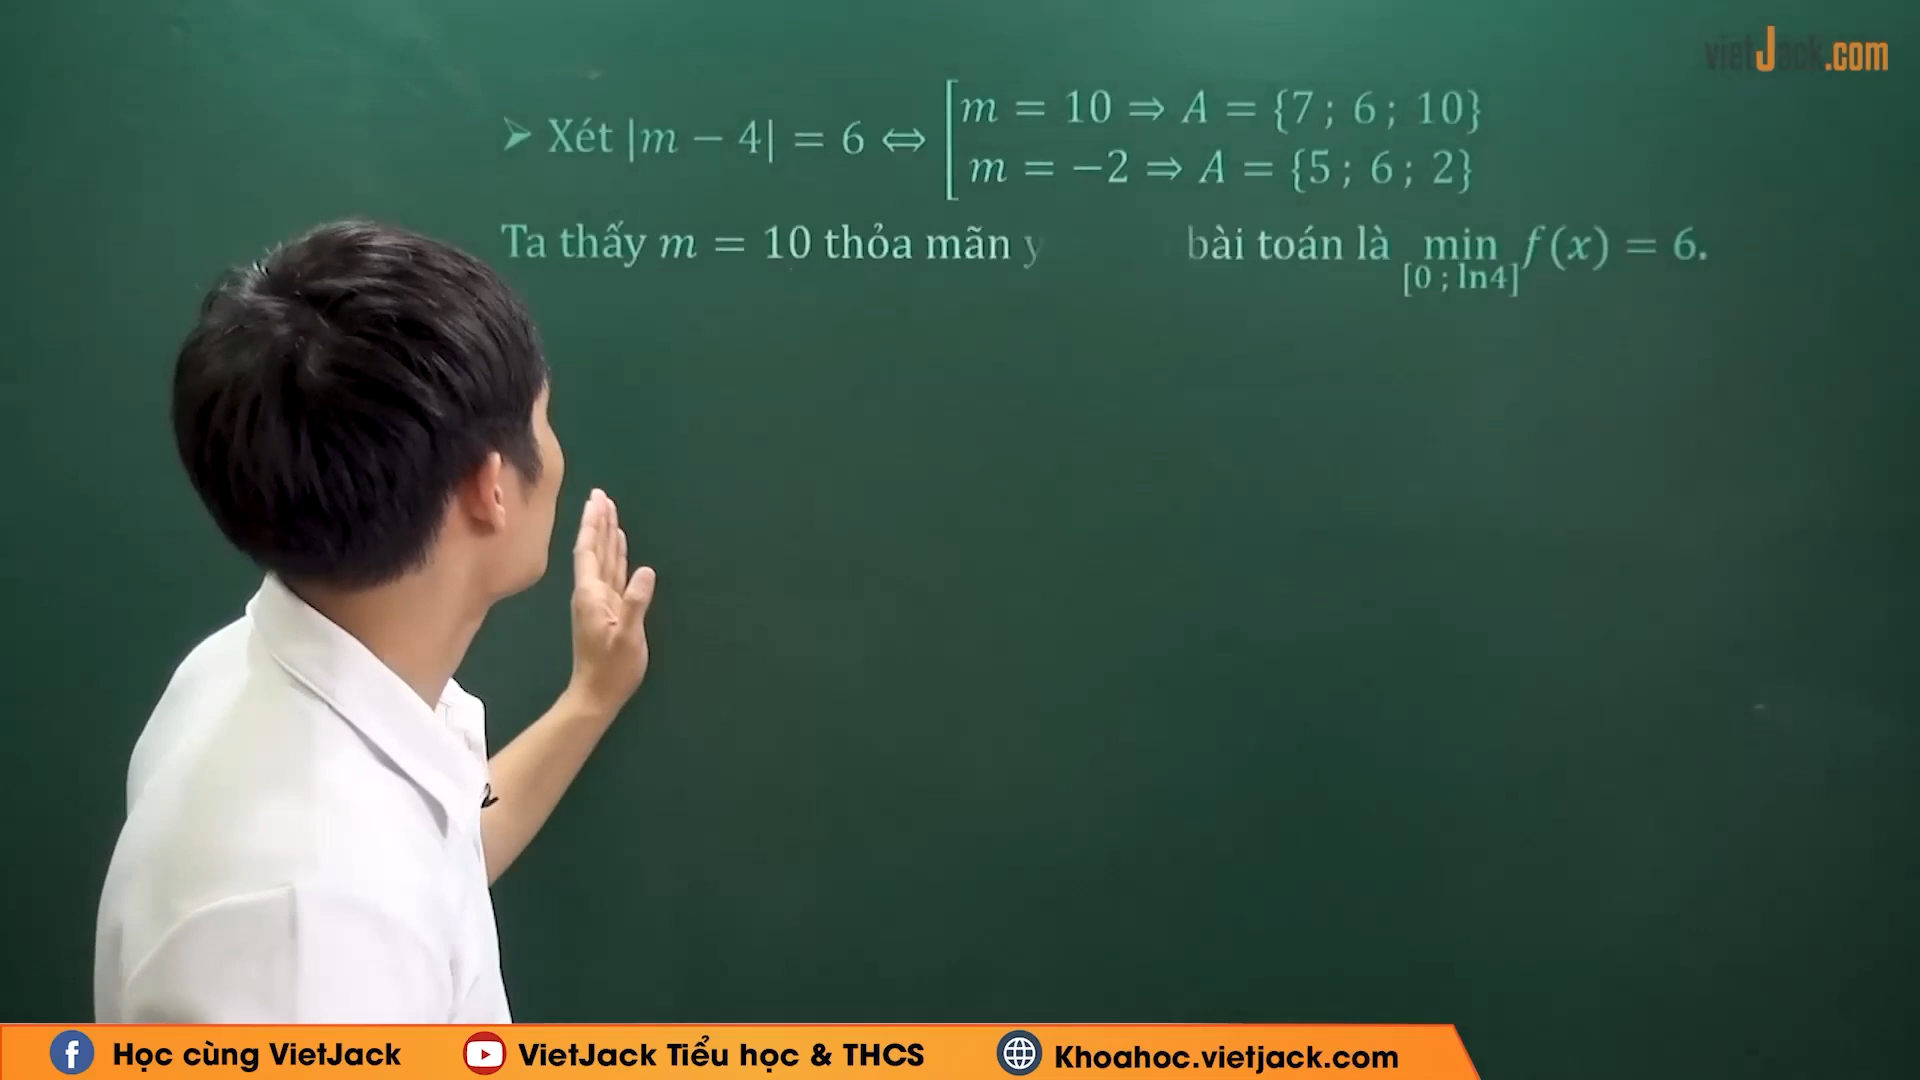 vietJack.com
➤ Xét |m − 4| = 6 ⇔ [ m = 10 ⇒ A = {7 ; 6 ; 10}
m = −2 ⇒ A = {5 ; 6 ; 2}
Ta thấy m = 10 thỏa mãn y bài toán là min f(x) = 6.
[0 ; ln4]
Học cùng VietJack VietJack Tiểu học & THCS Khoahoc.vietjack.com